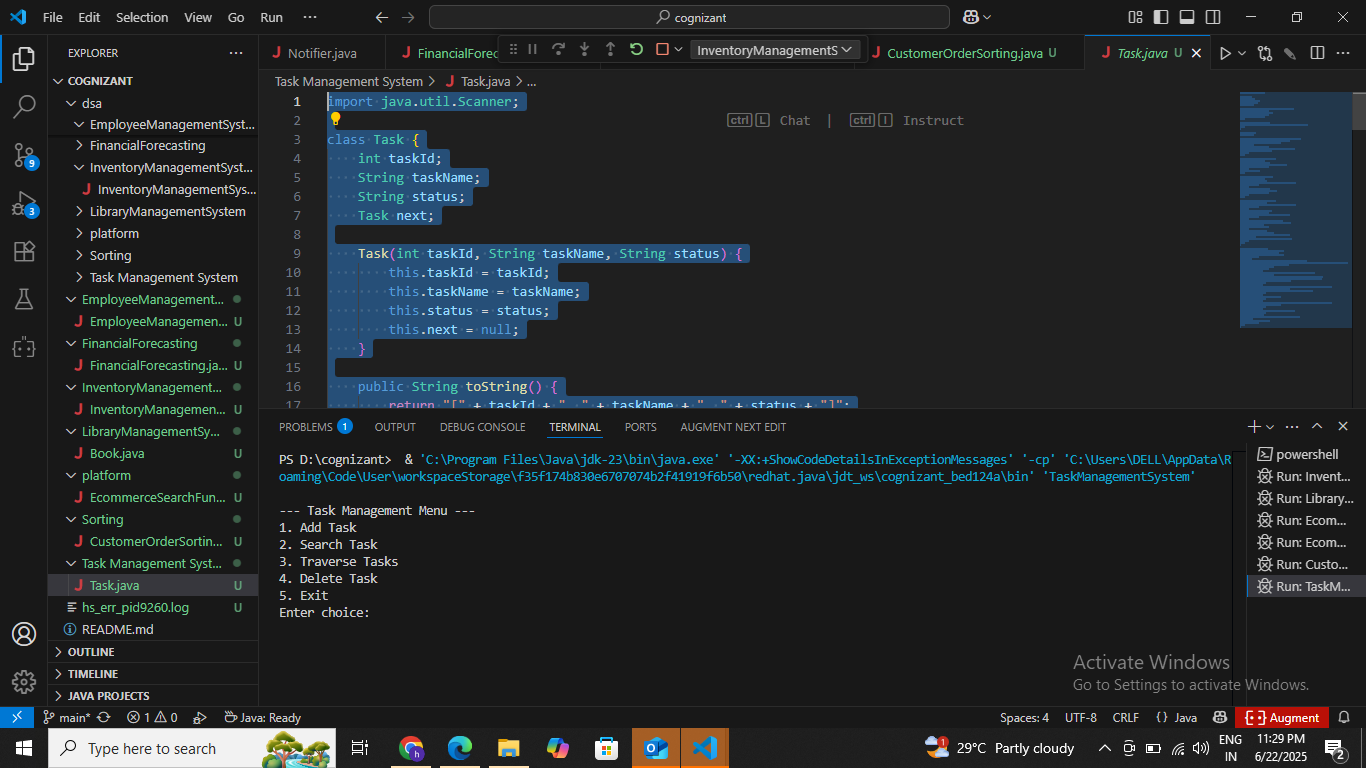 File Edit Selection View Go Run ··· cognizant
EXPLORER ···
COGNIZANT
dsa
EmployeeManagementSyst...
FinancialForecasting
InventoryManagementSyst...
InventoryManagementSys...
LibraryManagementSystem
platform
Sorting
Task Management System
EmployeeManagement...
EmployeeManagemen... U
FinancialForecasting
FinancialForecasting.ja... U
InventoryManagement...
InventoryManagemen... U
LibraryManagementSy...
Book.java U
platform
EcommerceSearchFun... U
Sorting
CustomerOrderSortin... U
Task Management Syst...
Task.java U
hs_err_pid9260.log U
README.md
OUTLINE
TIMELINE
JAVA PROJECTS
9
3
Notifier.java FinancialForec InventoryManagementS CustomerOrderSorting.java U Task.java U
Task Management System > Task.java > ...
ctrl L Chat | ctrl I Instruct
1 import java.util.Scanner;
2
3 class Task {
4 int taskId;
5 String taskName;
6 String status;
7 Task next;
8
9 Task(int taskId, String taskName, String status) {
10 this.taskId = taskId;
11 this.taskName = taskName;
12 this.status = status;
13 this.next = null;
14 }
15
16 public String toString() {
17 return "[" + taskId + ", " + taskName + ", " + status + "]";
PROBLEMS 1 OUTPUT DEBUG CONSOLE TERMINAL PORTS AUGMENT NEXT EDIT
PS D:\cognizant> & 'C:\Program Files\Java\jdk-23\bin\java.exe' '-XX:+ShowCodeDetailsInExceptionMessages' '-cp' 'C:\Users\DELL\AppData\R
oaming\Code\User\workspaceStorage\f35f174b830e6707074b2f41919f6b50\redhat.java\jdt_ws\cognizant_bed124a\bin' 'TaskManagementSystem'
--- Task Management Menu ---
1. Add Task
2. Search Task
3. Traverse Tasks
4. Delete Task
5. Exit
Enter choice:
powershell
Run: Invent...
Run: Library...
Run: Ecom...
Run: Ecom...
Run: Custo...
Run: TaskM...
Activate Windows
Go to Settings to activate Windows.
main* 1 0 Java: Ready Spaces: 4 UTF-8 CRLF {} Java Augment
Type here to search 29°C Partly cloudy ENG IN 11:29 PM 6/22/2025 2
1